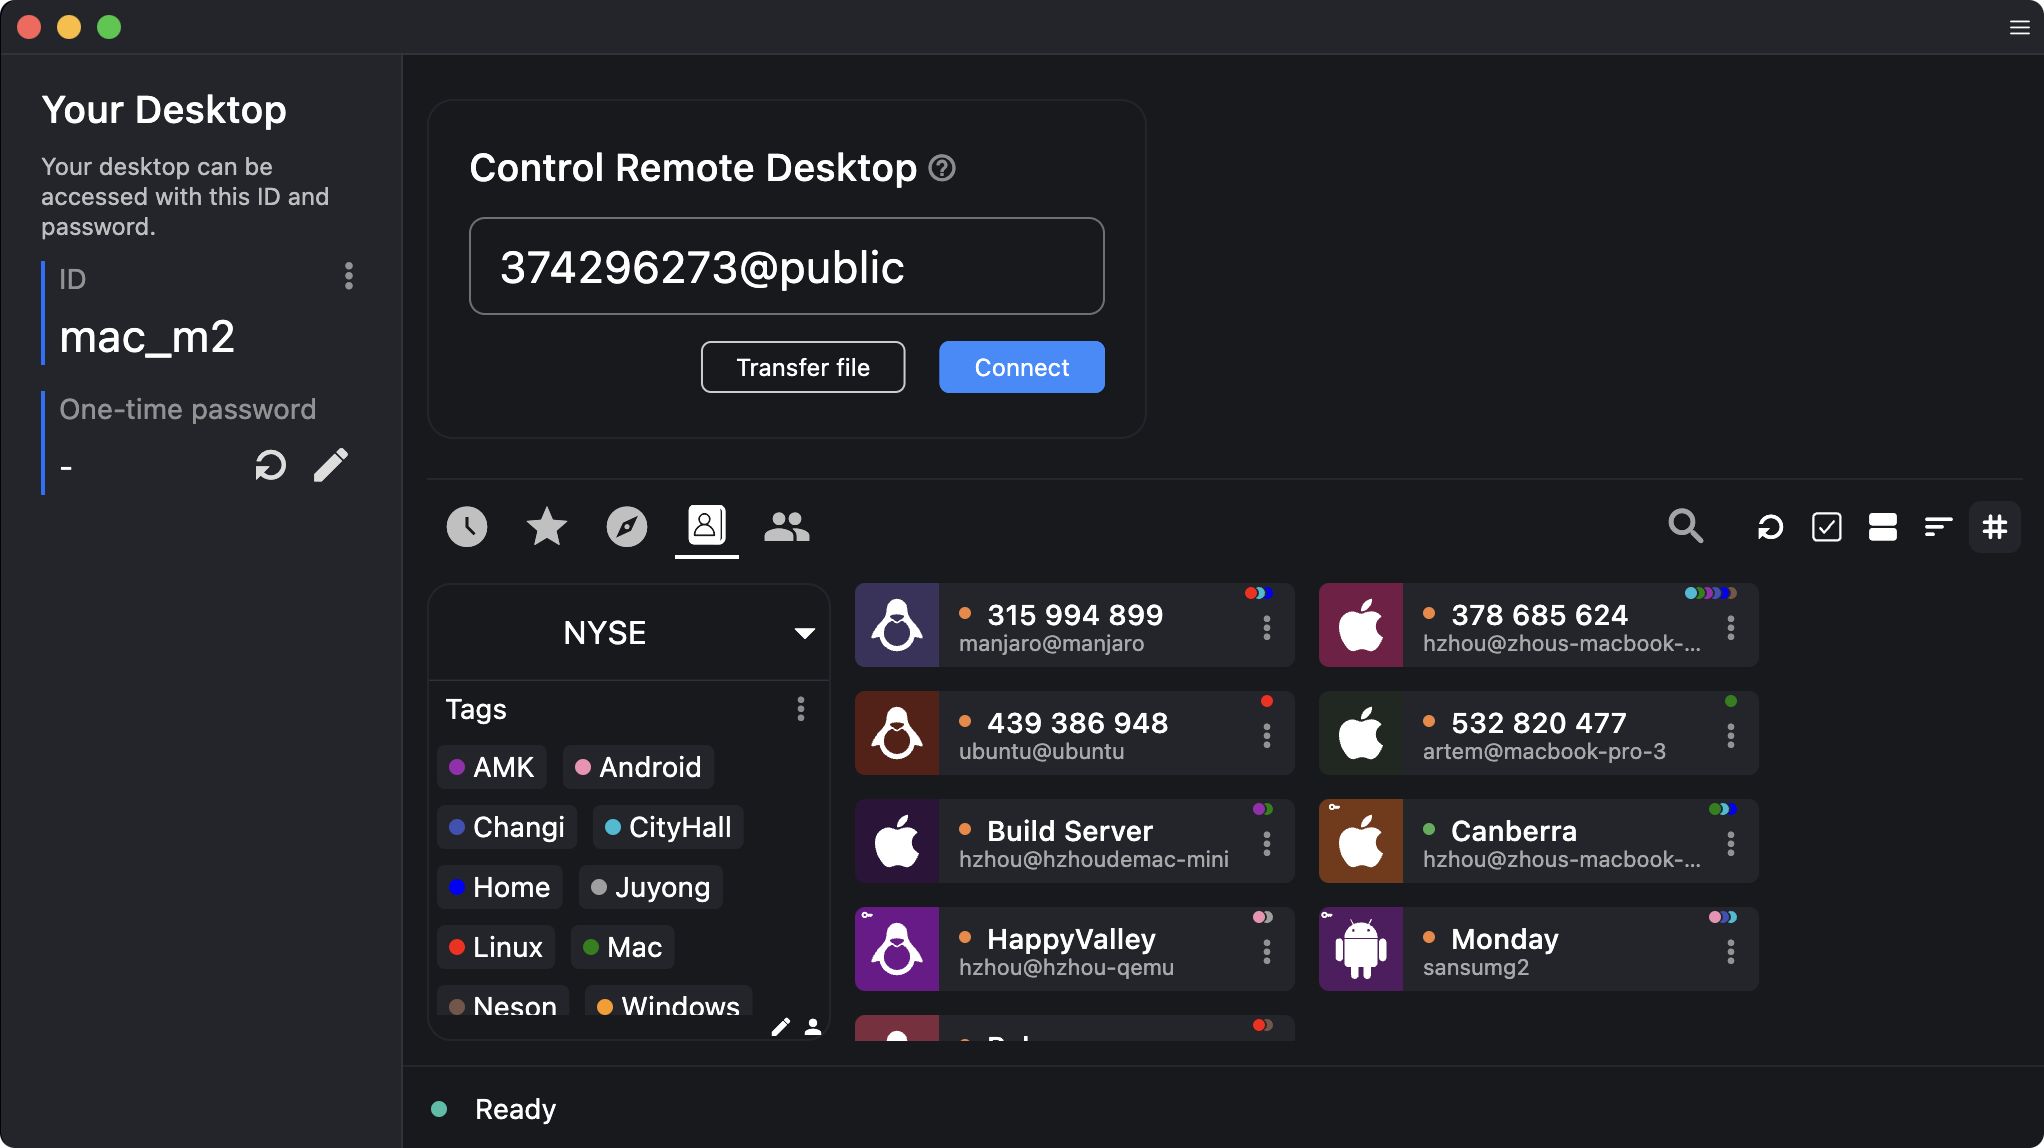 Your Desktop
Your desktop can be
accessed with this ID and
password.
ID
mac_m2
One-time password
-
Control Remote Desktop
374296273@public
Transfer file
Connect
NYSE
Tags
AMK
Android
Changi
CityHall
Home
Juyong
Linux
Mac
Neson
Windows
315 994 899
manjaro@manjaro
378 685 624
hzhou@zhous-macbook-...
439 386 948
ubuntu@ubuntu
532 820 477
artem@macbook-pro-3
Build Server
hzhou@hzhoudemac-mini
Canberra
hzhou@zhous-macbook-...
HappyValley
hzhou@hzhou-qemu
Monday
sansumg2
Ready